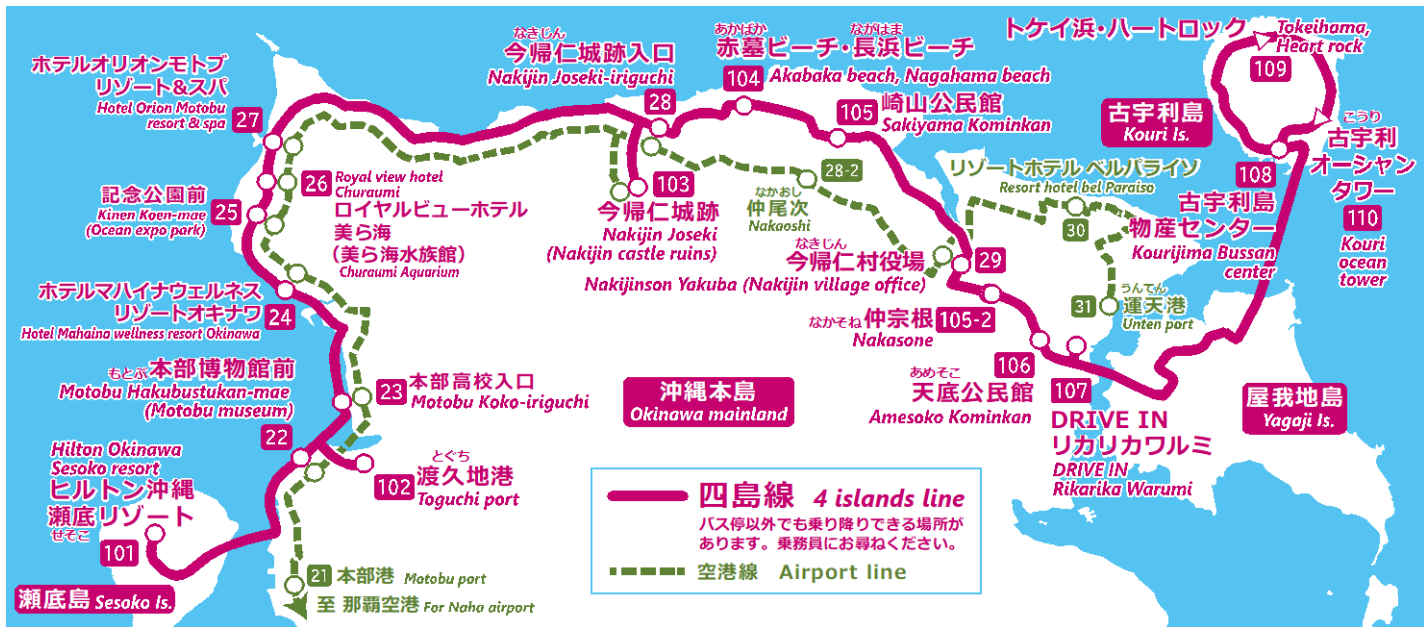 ホテルオリオンモトブ
リゾート&スパ
Hotel Orion Motobu
resort & spa
27
なきじん
今帰仁城跡入口
Nakijin Joseki-iriguchi
28
あかばか ながはま
赤墓ビーチ・長浜ビーチ
104
Akabaka beach, Nagahama beach
105
崎山公民館
Sakiyama Kominkan
トケイ浜・ハートロック
Tokeihama,
Heart rock
109
古宇利島
Kouri Is.
こうり
古宇利
オーシャン
タワー
110
Kouri
ocean
tower
108
古宇利島
物産センター
Kourijima Bussan
center
リゾートホテル ベルパライソ
Resort hotel bel Paraiso
30
31
うんてん
運天港
Unten port
28-2
なかおし
仲尾次
Nakaoshi
103
今帰仁城跡
Nakijin Joseki
(Nakijin castle ruins)
なきじん
今帰仁村役場
29
Nakijinson Yakuba (Nakijin village office)
なかそね
仲宗根
105-2
Nakasone
106
あめそこ
天底公民館
Amesoko Kominkan
107
DRIVE IN
リカリカワルミ
DRIVE IN
Rikarika Warumi
屋我地島
Yagaji Is.
沖縄本島
Okinawa mainland
26
Royal view hotel
Churaumi
ロイヤルビューホテル
美ら海
(美ら海水族館)
Churaumi Aquarium
記念公園前
Kinen Koen-mae
(Ocean expo park)
25
ホテルマハイナウェルネス
リゾートオキナワ
Hotel Mahaina wellness resort Okinawa
24
もとぶ
本部博物館前
Motobu Hakubustukan-mae
(Motobu museum)
22
23
本部高校入口
Motobu Koko-iriguchi
とぐち
102
渡久地港
Toguchi port
Hilton Okinawa
Sesoko resort
ヒルトン沖縄
瀬底リゾート
せそこ
101
瀬底島 Sesoko Is.
21
本部港 Motobu port
至 那覇空港 For Naha airport
四島線 4 islands line
バス停以外でも乗り降りできる場所が
あります。乗務員にお尋ねください。
空港線 Airport line